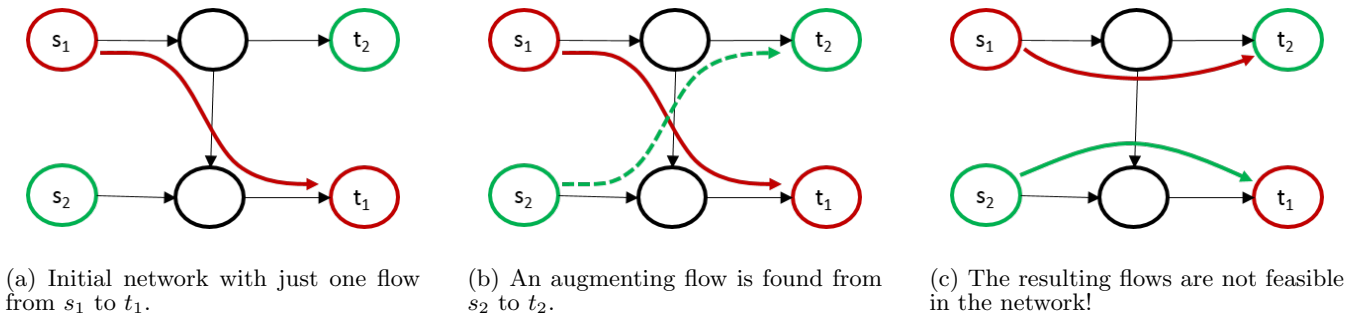 s₁
t₂
s₂
t₁
(a) Initial network with just one flow
from s₁ to t₁.
s₁
t₂
s₂
t₁
(b) An augmenting flow is found from
s₂ to t₂.
s₁
t₂
s₂
t₁
(c) The resulting flows are not feasible
in the network!